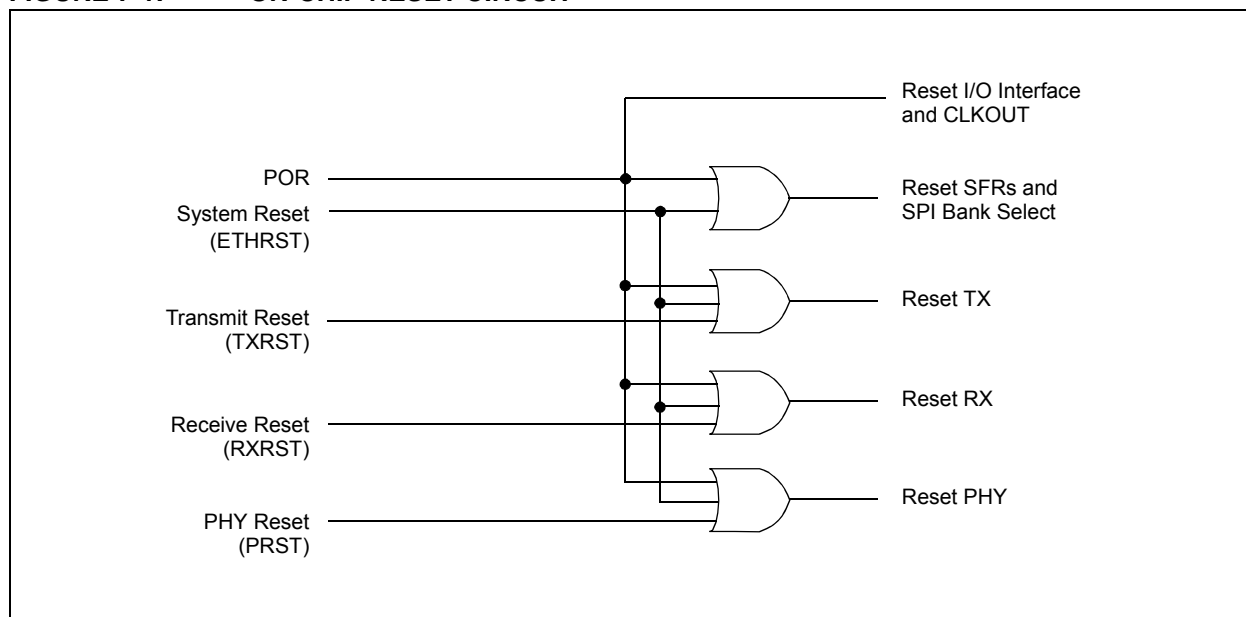 Reset I/O Interface
and CLKOUT
POR
System Reset
(ETHRST)
Reset SFRs and
SPI Bank Select
Transmit Reset
(TXRST)
Reset TX
Receive Reset
(RXRST)
Reset RX
PHY Reset
(PRST)
Reset PHY